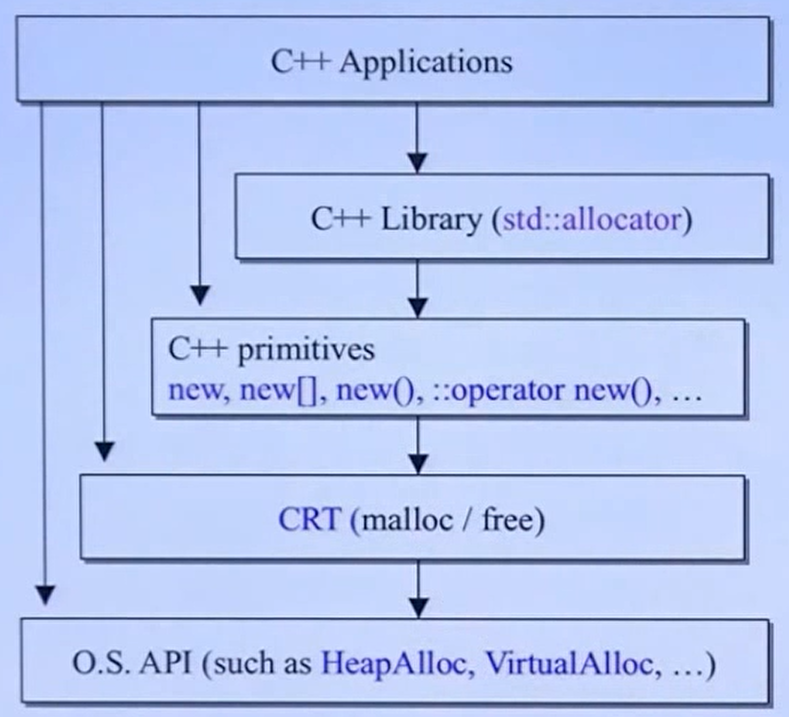 C++ Applications
C++ Library (std::allocator)
C++ primitives
new, new[], new(), ::operator new(), …
CRT (malloc / free)
O.S. API (such as HeapAlloc, VirtualAlloc, …)